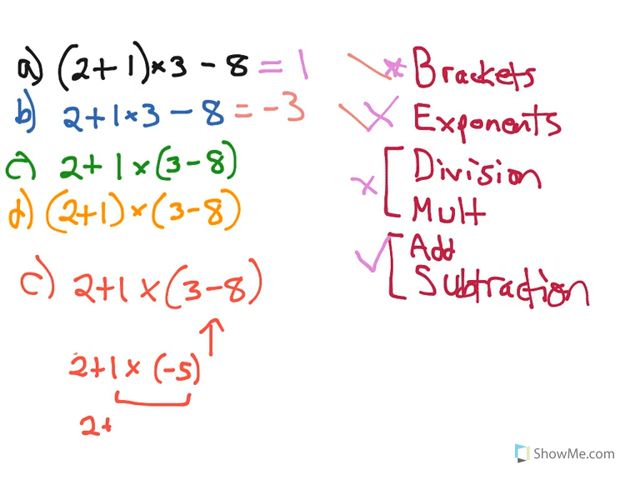 a) (2+1)×3-8=1
b) 2+1×3-8=-3
c) 2+1×(3-8)
d) (2+1)×(3-8)
c) 2+1×(3-8)
2+1×(-5)
2+
Brackets
Exponents
Division
Mult
Add
Subtraction
ShowMe.com